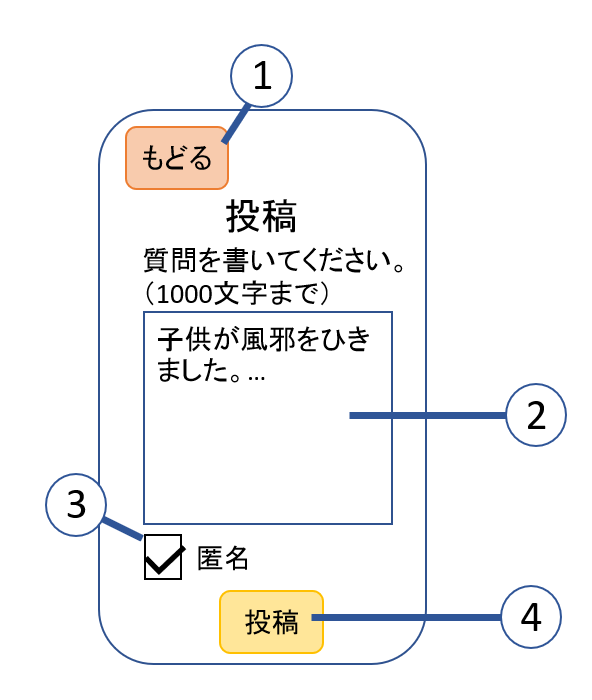 1
もどる
投稿
質問を書いてください。
（1000文字まで）
子供が風邪をひき
ました。...
2
3
匿名
投稿
4